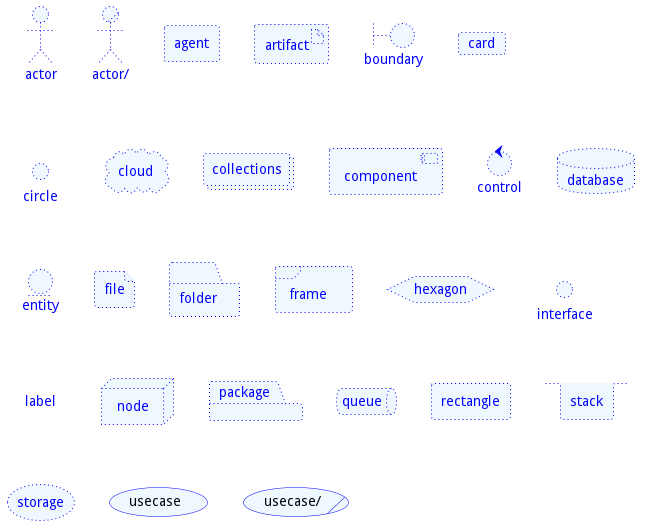 actor
actor/
agent
artifact
boundary
card
circle
cloud
collections
component
control
database
entity
file
folder
frame
hexagon
interface
label
node
package
queue
rectangle
stack
storage
usecase
usecase/